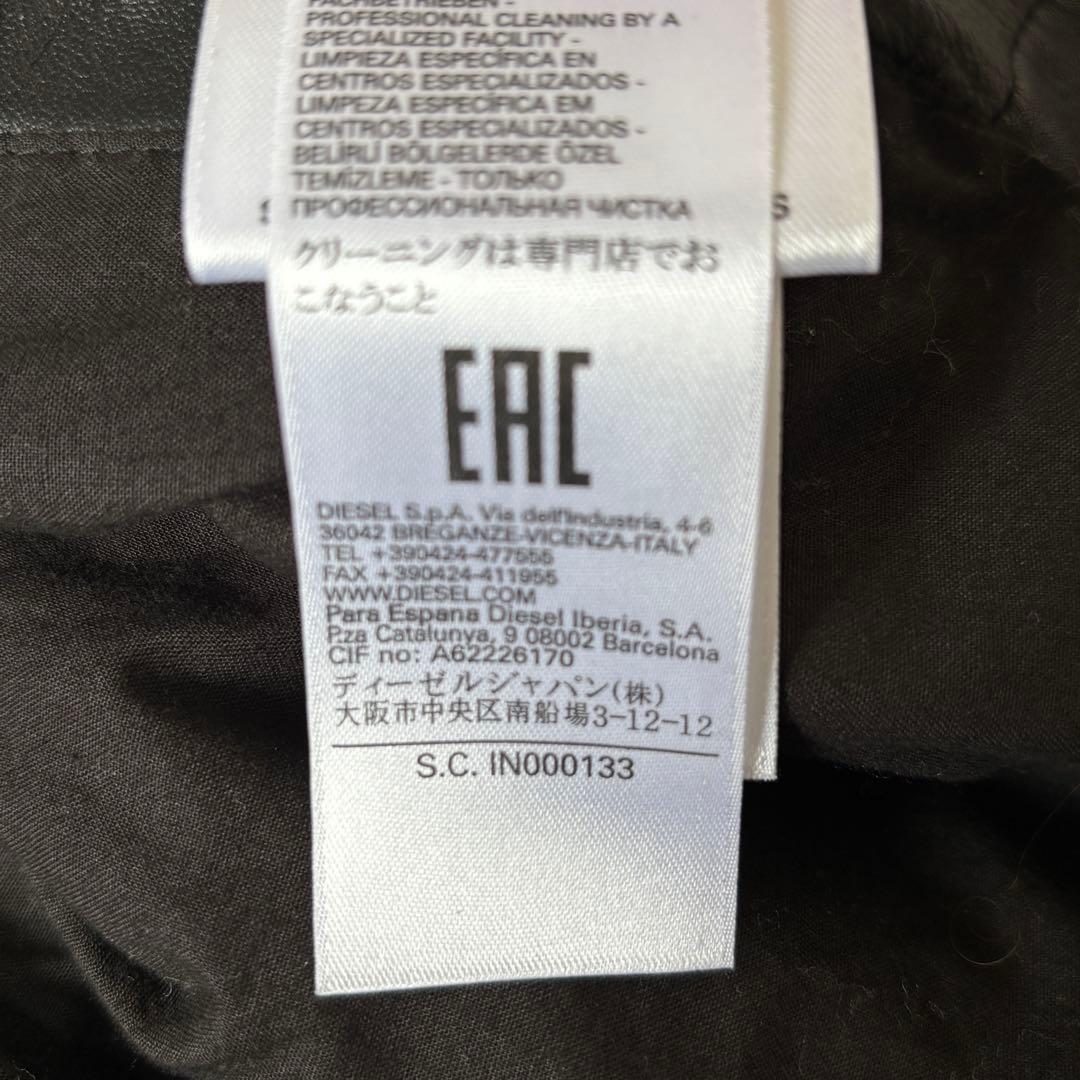 FACHBETRIEBEN -
PROFESSIONAL CLEANING BY A
SPECIALIZED FACILITY -
LIMPIEZA ESPECÍFICA EN
CENTROS ESPECIALIZADOS -
LIMPEZA ESPECÍFICA EM
CENTROS ESPECIALIZADOS -
BELİRLİ BÖLGELERDE ÖZEL
TEMİZLEME - ТОЛЬКО
ПРОФЕССИОНАЛЬНАЯ ЧИСТКА
S
クリーニングは専門店でお
こなうこと
EAC
DIESEL S.p.A. Via dell'Industria, 4-6
36042 BREGANZE-VICENZA-ITALY
TEL +390424-477555
FAX +390424-411955
WWW.DIESEL.COM
Para Espana Diesel Iberia, S.A.
P.za Catalunya, 9 08002 Barcelona
CIF no: A62226170
ディーゼルジャパン(株)
大阪市中央区南船場3-12-12
S.C. IN000133